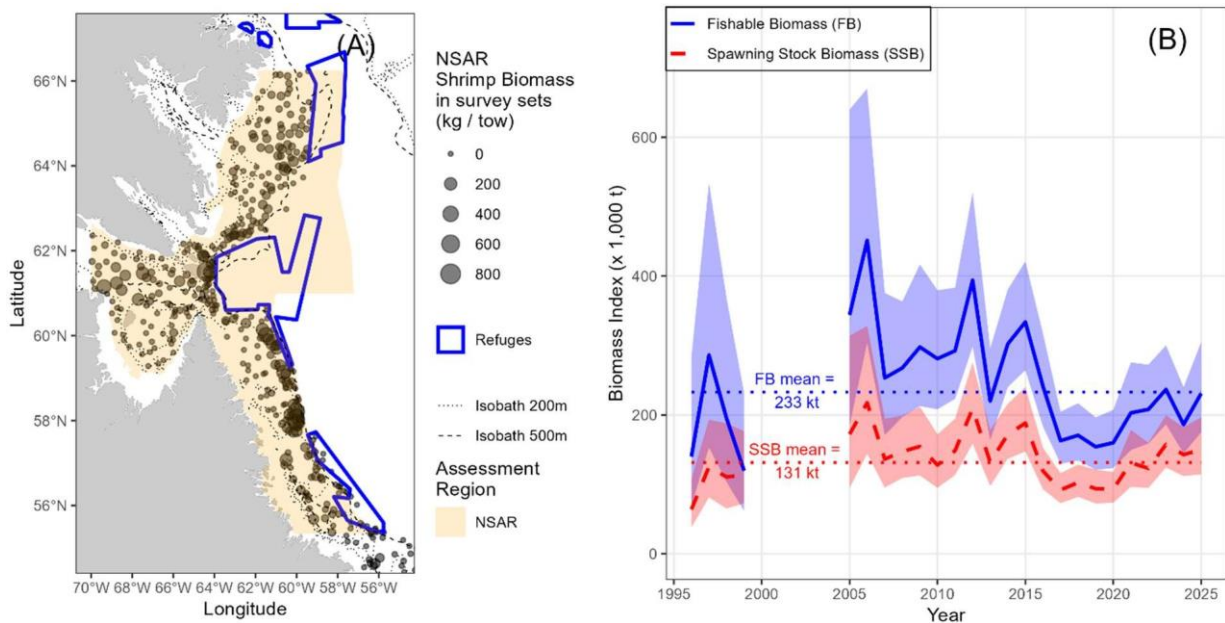 (A)
66°N
64°N
62°N
60°N
58°N
56°N
Latitude
70°W 68°W 66°W 64°W 62°W 60°W 58°W 56°W
Longitude
NSAR
Shrimp Biomass
in survey sets
(kg / tow)
0
200
400
600
800
Refuges
Isobath 200m
Isobath 500m
Assessment
Region
NSAR
Fishable Biomass (FB)
Spawning Stock Biomass (SSB)
(B)
Biomass Index (x 1,000 t)
600
400
200
0
FB mean =
233 kt
SSB mean =
131 kt
1995 2000 2005 2010 2015 2020 2025
Year